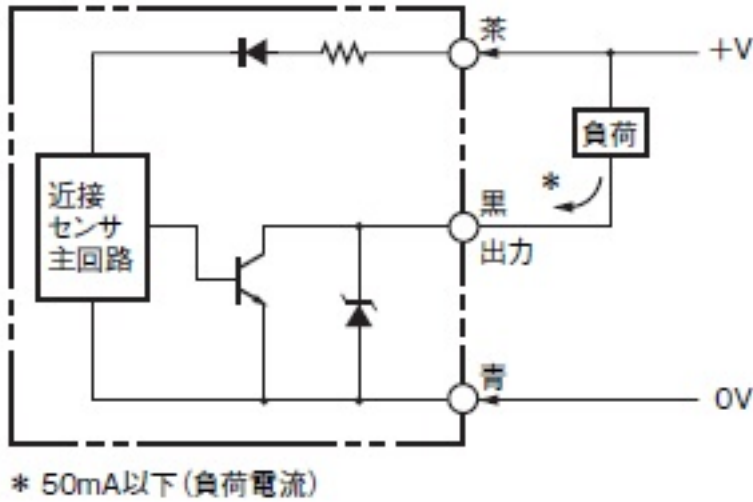 茶
+V
負荷
*
近接
センサ
主回路
黒
出力
青
0V
* 50mA以下(負荷電流)